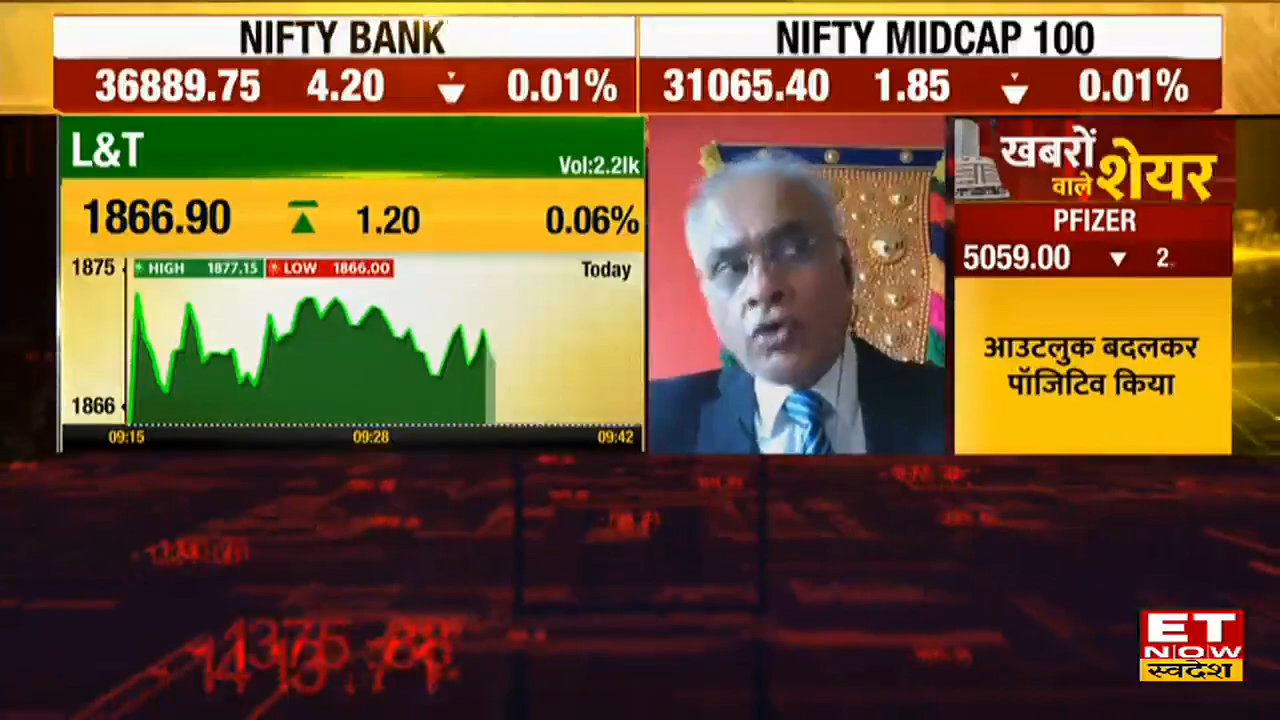 NIFTY BANK
36889.75 4.20 0.01%
NIFTY MIDCAP 100
31065.40 1.85 0.01%
L&T
Vol:2.2lk
1866.90 1.20 0.06%
1875
HIGH 1877.15 LOW 1866.00
Today
1866
09:15 09:28 09:42
खबरों
वाले शेयर
PFIZER
5059.00 2
आउटलुक बदलकर
पॉजिटिव किया
ET
NOW
स्वदेश